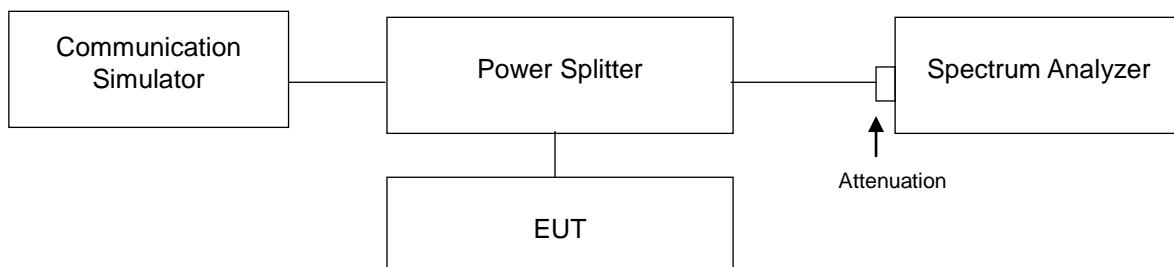 Communication
Simulator
Power Splitter
Spectrum Analyzer
Attenuation
EUT